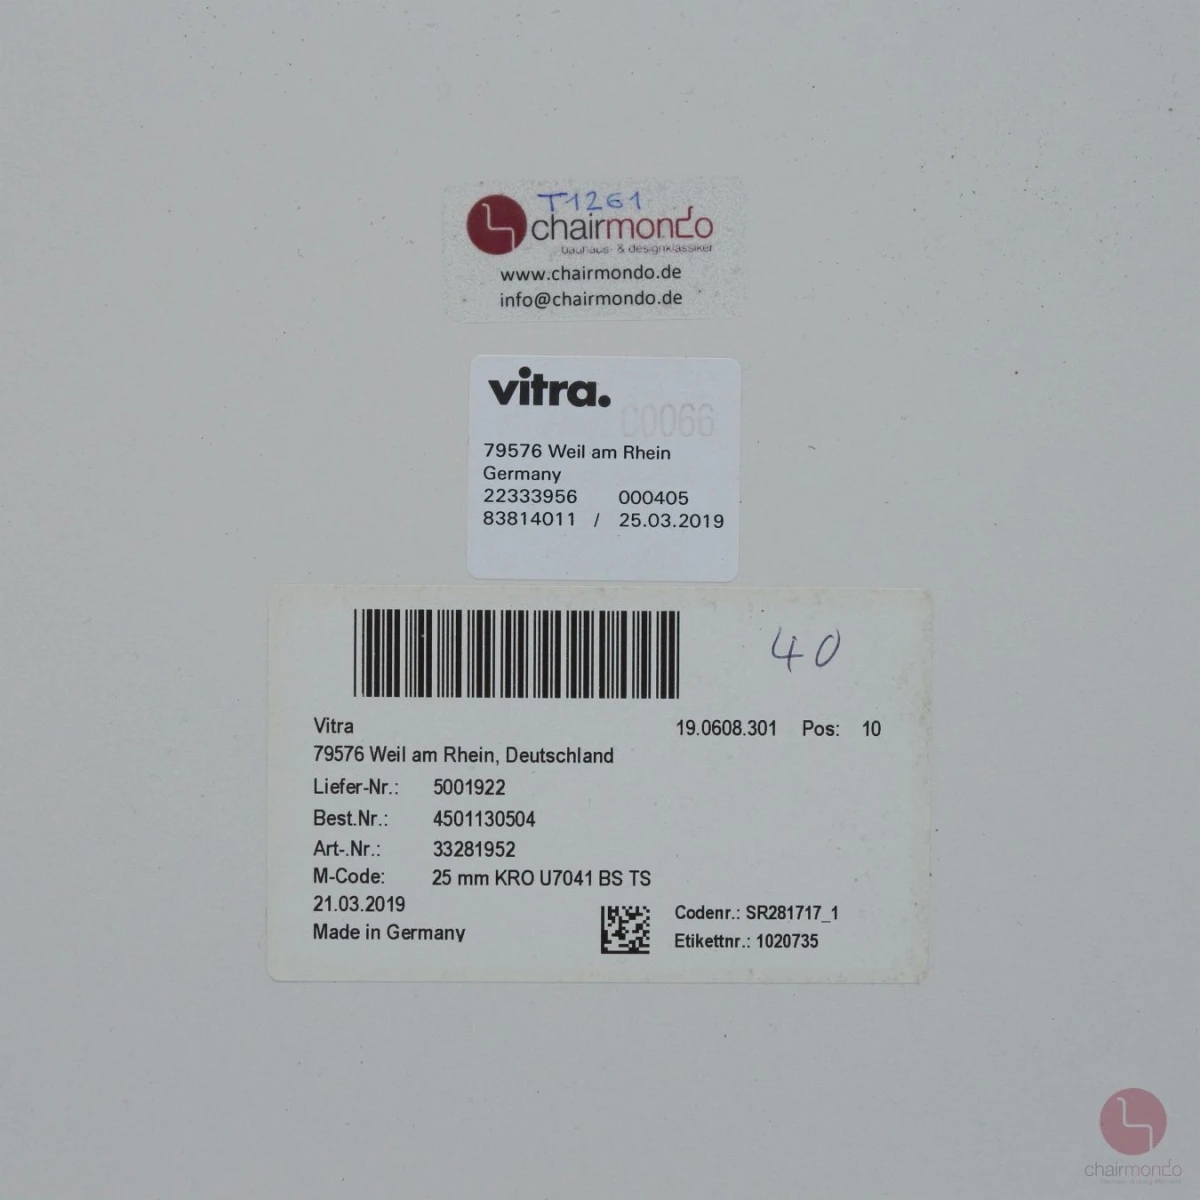 T1261
chairmondo
bauhaus- & designklassiker
www.chairmondo.de
info@chairmondo.de
vitra.
C0066
79576 Weil am Rhein
Germany
22333956 000405
83814011 / 25.03.2019
40
Vitra 19.0608.301 Pos: 10
79576 Weil am Rhein, Deutschland
Liefer-Nr.: 5001922
Best.Nr.: 4501130504
Art-.Nr.: 33281952
M-Code: 25 mm KRO U7041 BS TS
21.03.2019 Codenr.: SR281717_1
Made in Germany Etikettnr.: 1020735
chairmondo